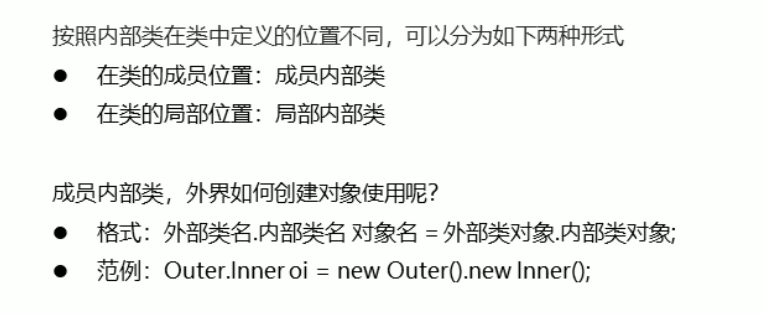 按照内部类在类中定义的位置不同，可以分为如下两种形式
● 在类的成员位置：成员内部类
● 在类的局部位置：局部内部类
成员内部类，外界如何创建对象使用呢？
● 格式：外部类名.内部类名 对象名 = 外部类对象.内部类对象;
● 范例：Outer.Inner oi = new Outer().new Inner();